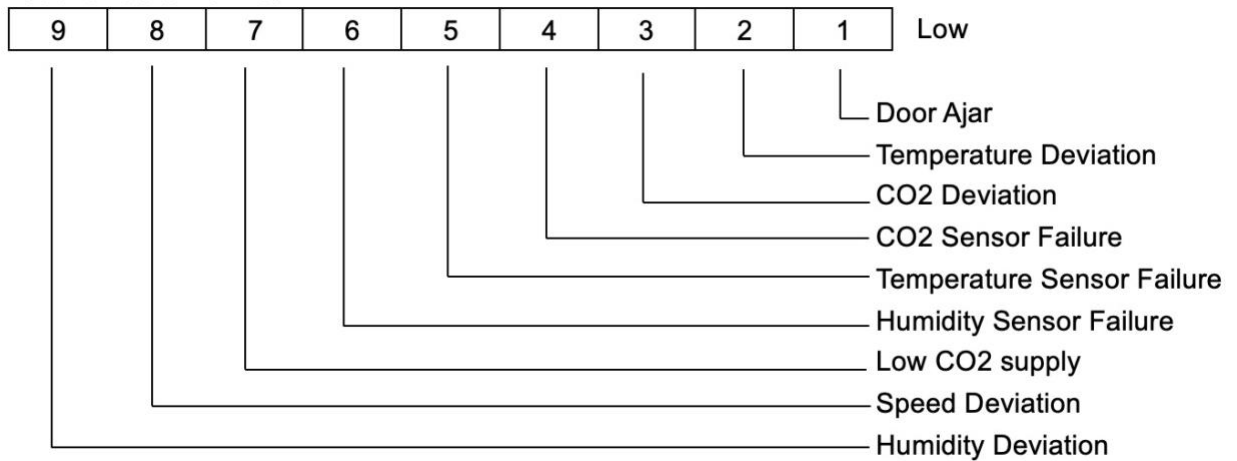 9 8 7 6 5 4 3 2 1 Low
Door Ajar
Temperature Deviation
CO2 Deviation
CO2 Sensor Failure
Temperature Sensor Failure
Humidity Sensor Failure
Low CO2 supply
Speed Deviation
Humidity Deviation